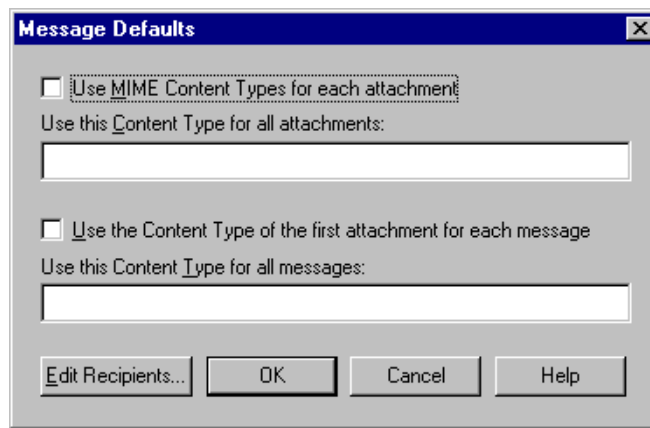 Message Defaults
Use MIME Content Types for each attachment
Use this Content Type for all attachments:
Use the Content Type of the first attachment for each message
Use this Content Type for all messages:
Edit Recipients... OK Cancel Help